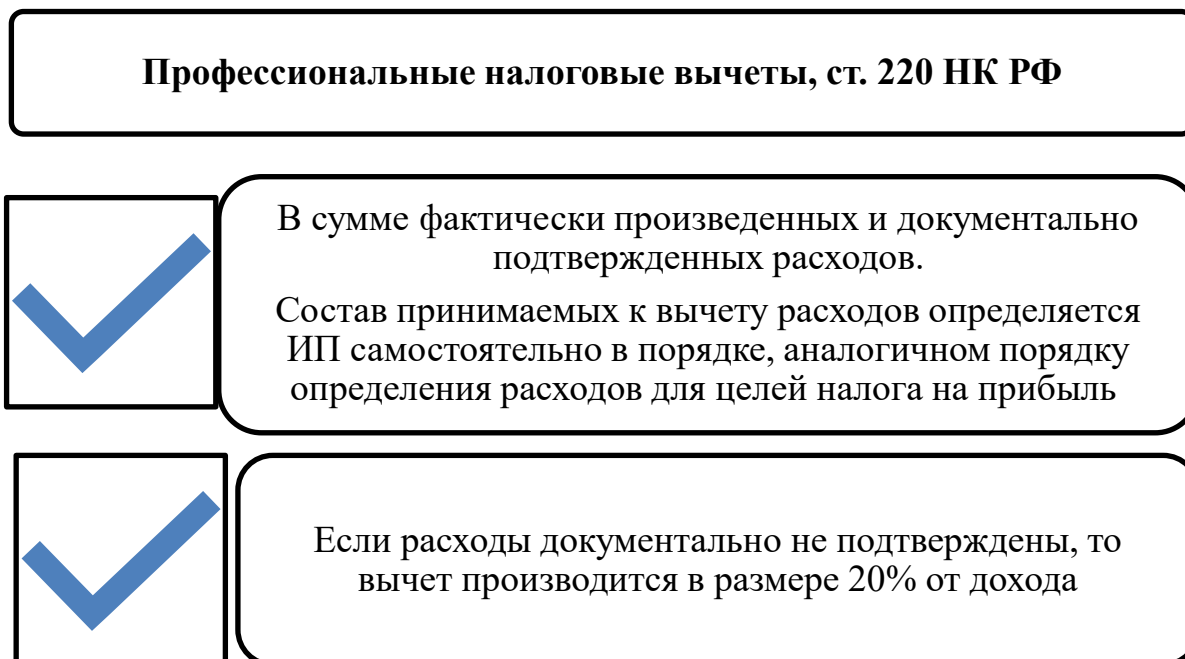 Профессиональные налоговые вычеты, ст. 220 НК РФ
В сумме фактически произведенных и документально
подтвержденных расходов.
Состав принимаемых к вычету расходов определяется
ИП самостоятельно в порядке, аналогичном порядку
определения расходов для целей налога на прибыль
Если расходы документально не подтверждены, то
вычет производится в размере 20% от дохода